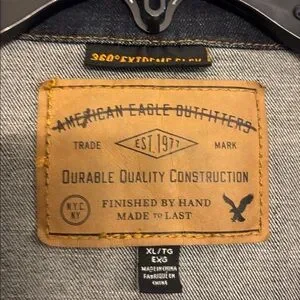 360°EXTREME FLEX
AMERICAN EAGLE OUTFITTERS
TRADE EST. 1977 MARK
DURABLE QUALITY CONSTRUCTION
N.Y.C.
NY
FINISHED BY HAND
MADE TO LAST
XL/TG
EXG
MADE IN CHINA
FABRIQUÉ EN
CHINE